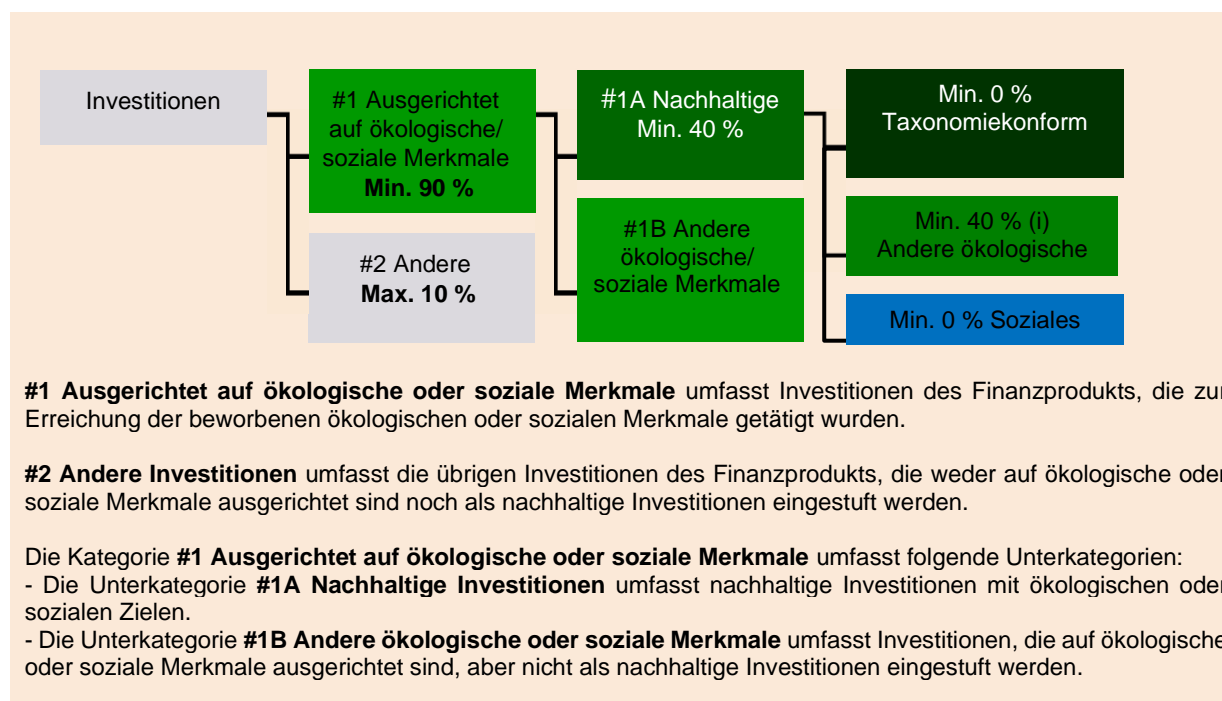 Investitionen
#1 Ausgerichtet
auf ökologische/
soziale Merkmale
Min. 90 %
#2 Andere
Max. 10 %
#1A Nachhaltige
Min. 40 %
#1B Andere
ökologische/
soziale Merkmale
Min. 0 %
Taxonomiekonform
Min. 40 % (i)
Andere ökologische
Min. 0 % Soziales
#1 Ausgerichtet auf ökologische oder soziale Merkmale umfasst Investitionen des Finanzprodukts, die zur
Erreichung der beworbenen ökologischen oder sozialen Merkmale getätigt wurden.
#2 Andere Investitionen umfasst die übrigen Investitionen des Finanzprodukts, die weder auf ökologische oder
soziale Merkmale ausgerichtet sind noch als nachhaltige Investitionen eingestuft werden.
Die Kategorie #1 Ausgerichtet auf ökologische oder soziale Merkmale umfasst folgende Unterkategorien:
- Die Unterkategorie #1A Nachhaltige Investitionen umfasst nachhaltige Investitionen mit ökologischen oder
sozialen Zielen.
- Die Unterkategorie #1B Andere ökologische oder soziale Merkmale umfasst Investitionen, die auf ökologische
oder soziale Merkmale ausgerichtet sind, aber nicht als nachhaltige Investitionen eingestuft werden.